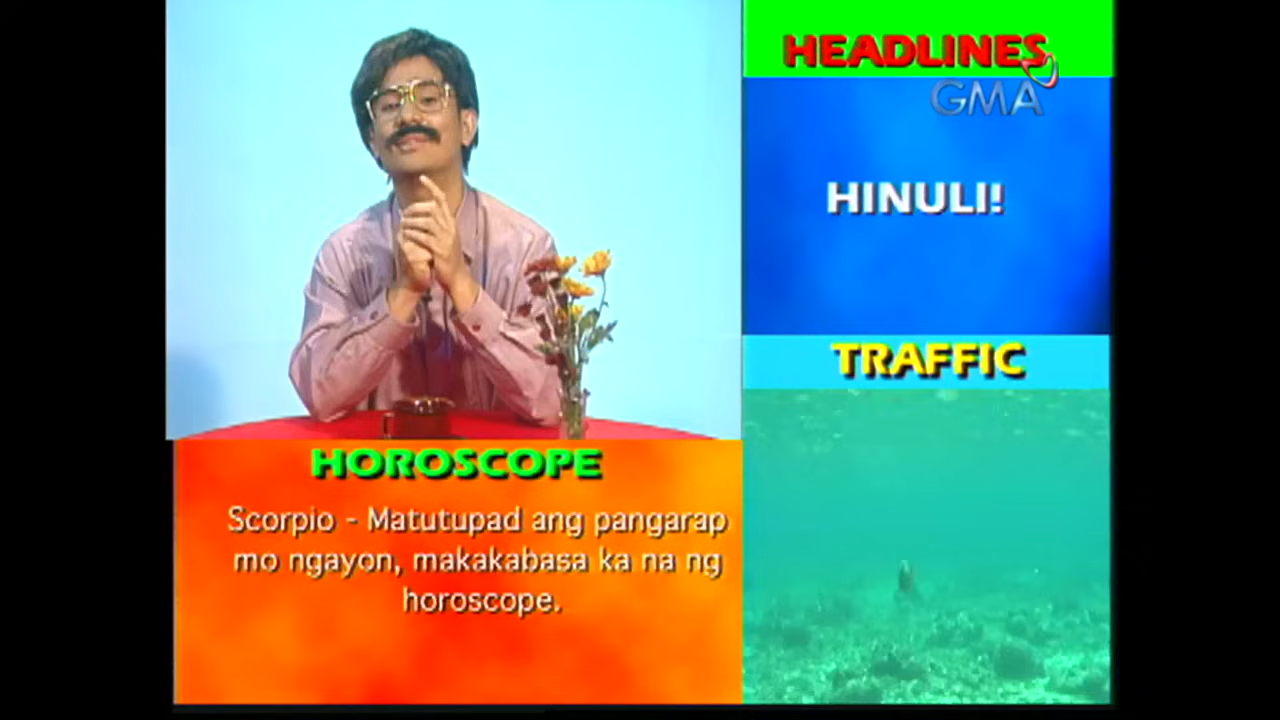 HEADLINES
GMA
HINULI!
TRAFFIC
HOROSCOPE
Scorpio - Matutupad ang pangarap
mo ngayon, makakabasa ka na ng
horoscope.